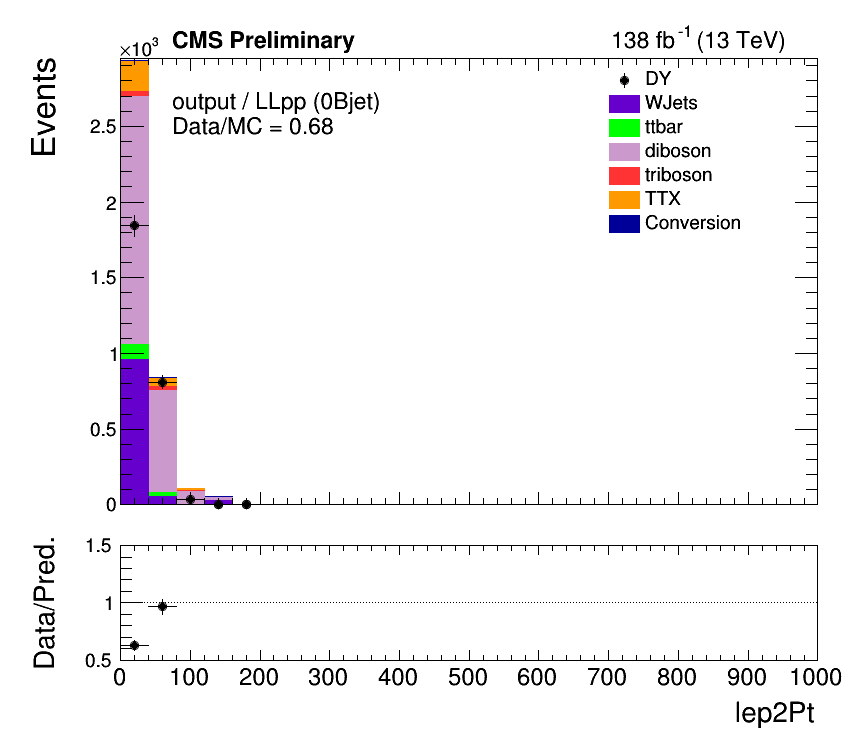 ×10³
CMS Preliminary
138 fb⁻¹ (13 TeV)
Events
output / LLpp (0Bjet)
Data/MC = 0.68
DY
WJets
ttbar
diboson
triboson
TTX
Conversion
2.5
2
1.5
1
0.5
0
Data/Pred.
1.5
1
0.5
0 100 200 300 400 500 600 700 800 900 1000
lep2Pt